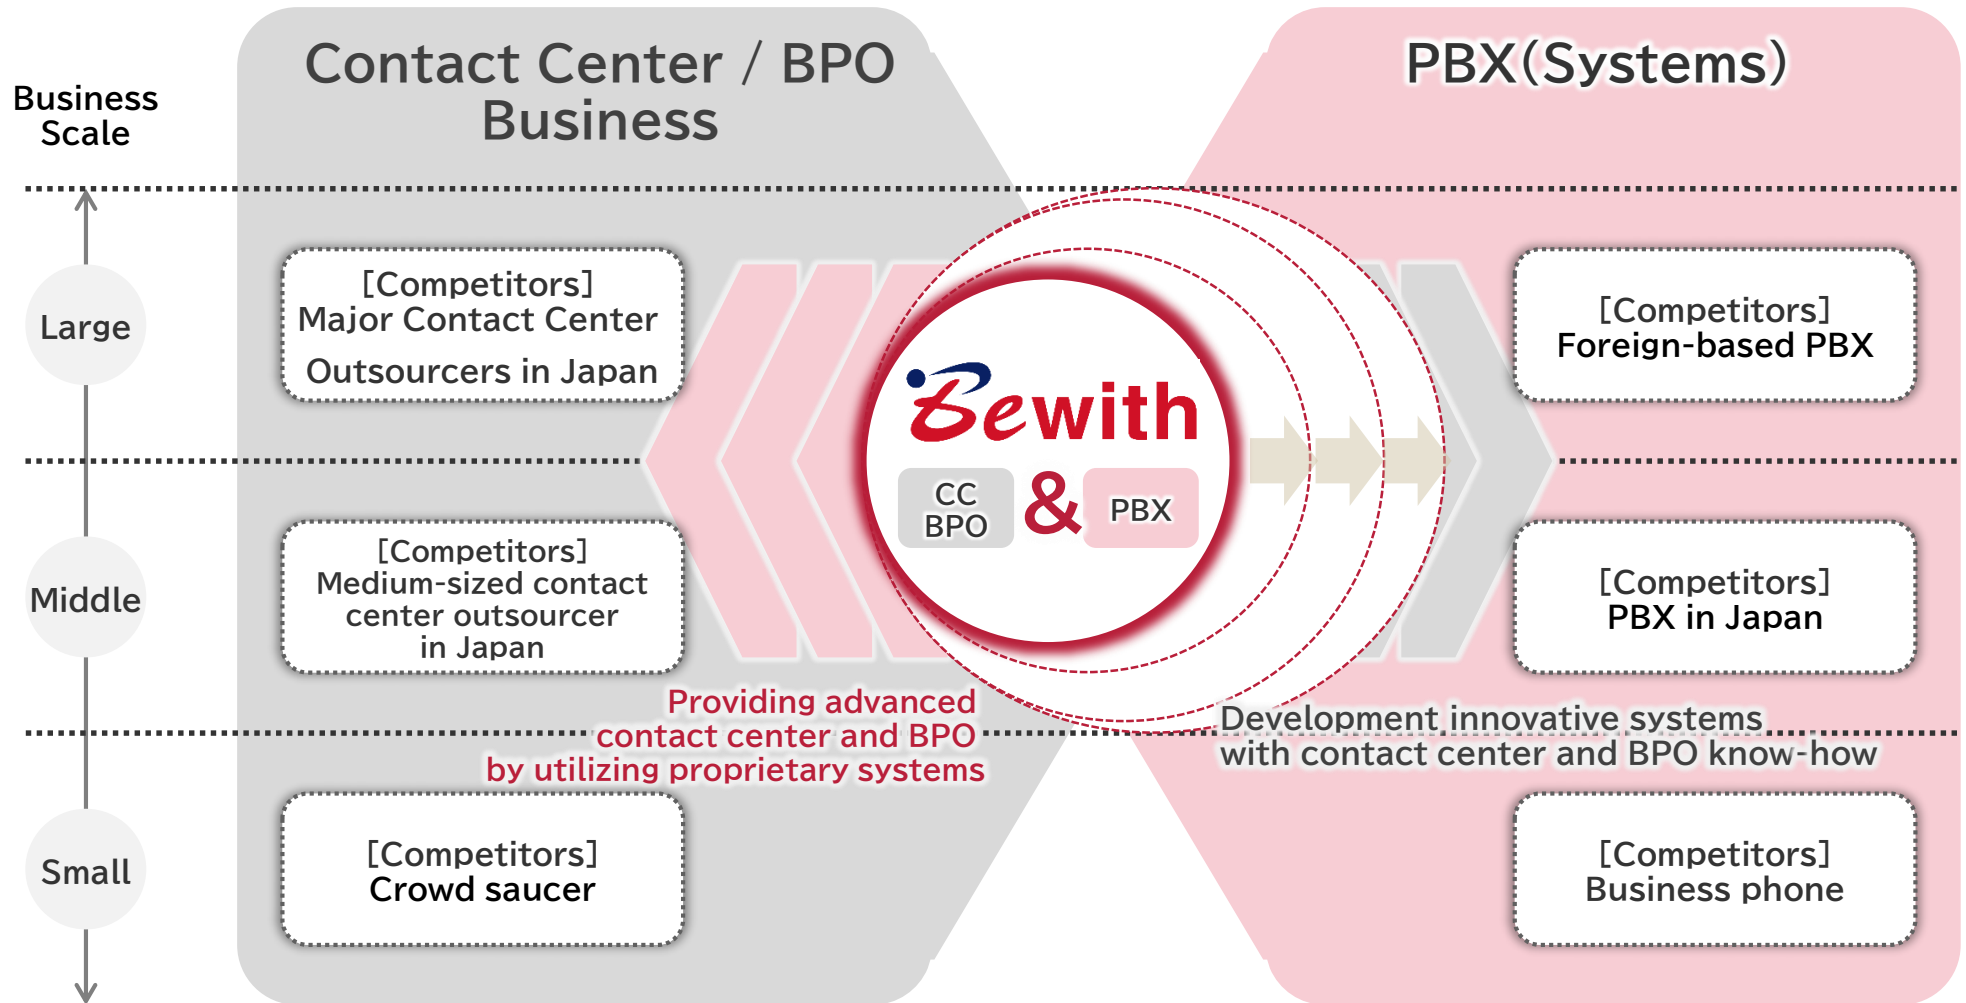 Contact Center / BPO
Business
PBX(Systems)
Business
Scale
Large
[Competitors]
Major Contact Center
Outsourcers in Japan
[Competitors]
Foreign-based PBX
Bewith
CC
BPO
&
PBX
Middle
[Competitors]
Medium-sized contact
center outsourcer
in Japan
[Competitors]
PBX in Japan
Providing advanced
contact center and BPO
by utilizing proprietary systems
Development innovative systems
with contact center and BPO know-how
Small
[Competitors]
Crowd saucer
[Competitors]
Business phone